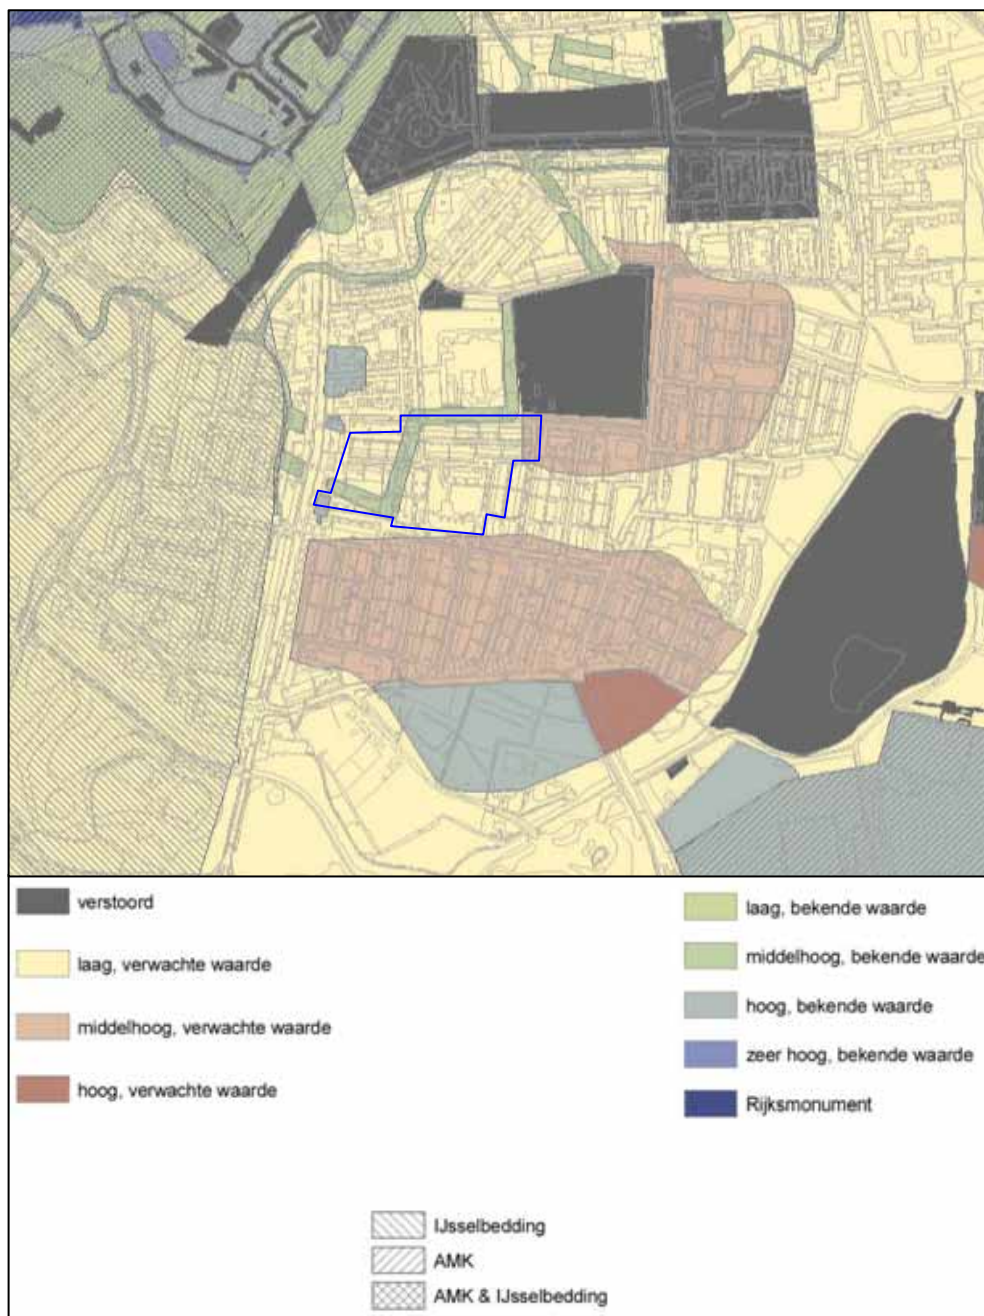 verstoord
laag, verwachte waarde
middelhoog, verwachte waarde
hoog, verwachte waarde
laag, bekende waarde
middelhoog, bekende waarde
hoog, bekende waarde
zeer hoog, bekende waarde
Rijksmonument
IJsselbedding
AMK
AMK & IJsselbedding